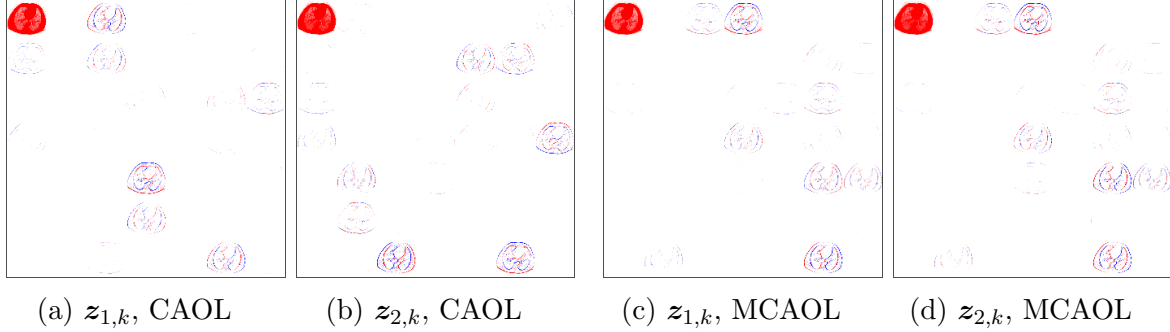 (a) z₁,ₖ, CAOL
(b) z₂,ₖ, CAOL
(c) z₁,ₖ, MCAOL
(d) z₂,ₖ, MCAOL